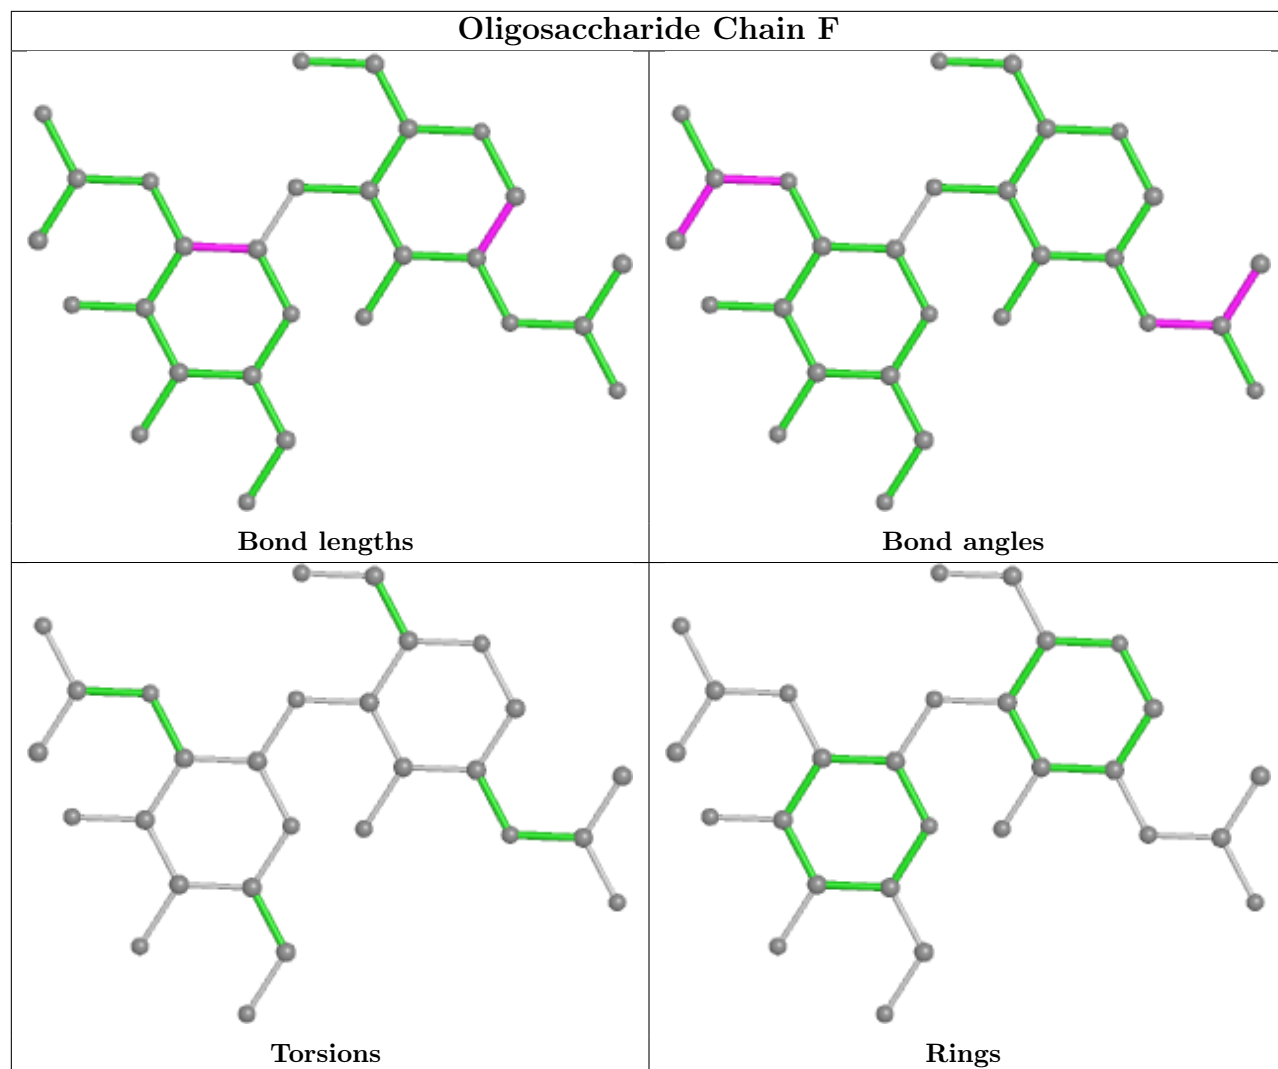 Oligosaccharide Chain F
Bond lengths
Bond angles
Torsions
Rings